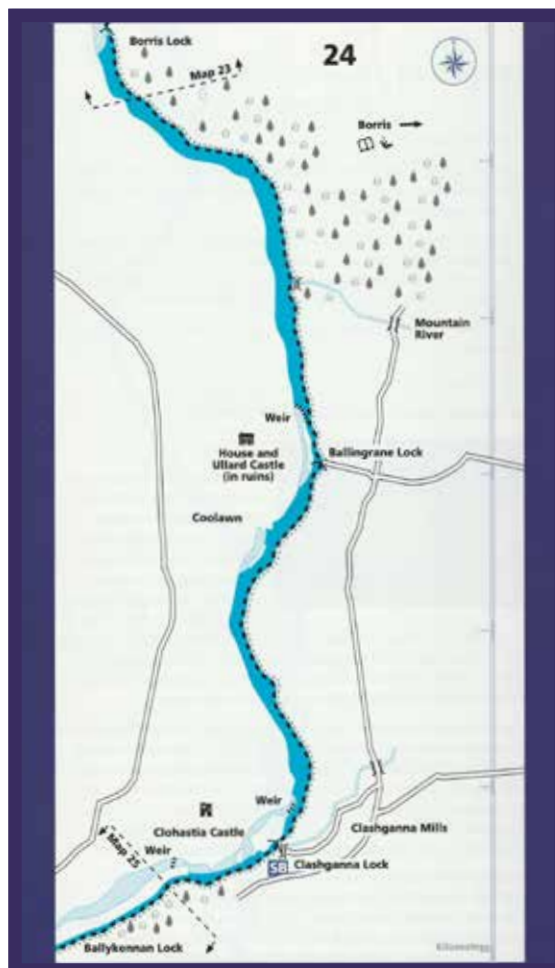 Borris Lock
24
Map 23
Borris
Mountain
River
Weir
House and
Ullard Castle
(in ruins)
Ballingrane Lock
Coolawn
Weir
Clohastia Castle
Clashganna Mills
Weir
Map 25
SB
Clashganna Lock
Ballykennan Lock
Kilometres